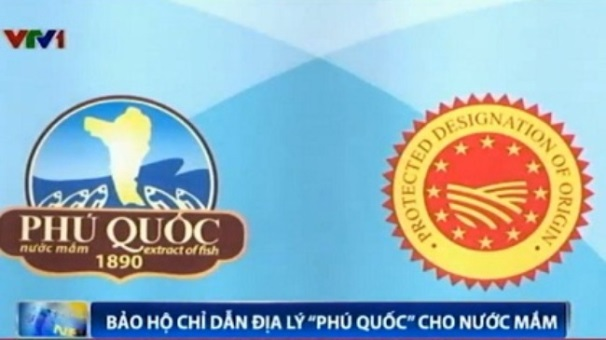 VTV1
PHÚ QUỐC
nước mắm extract of fish
1890
PROTECTED DESIGNATION OF ORIGIN
BẢO HỘ CHỈ DẪN ĐỊA LÝ “PHÚ QUỐC” CHO NƯỚC MẮM